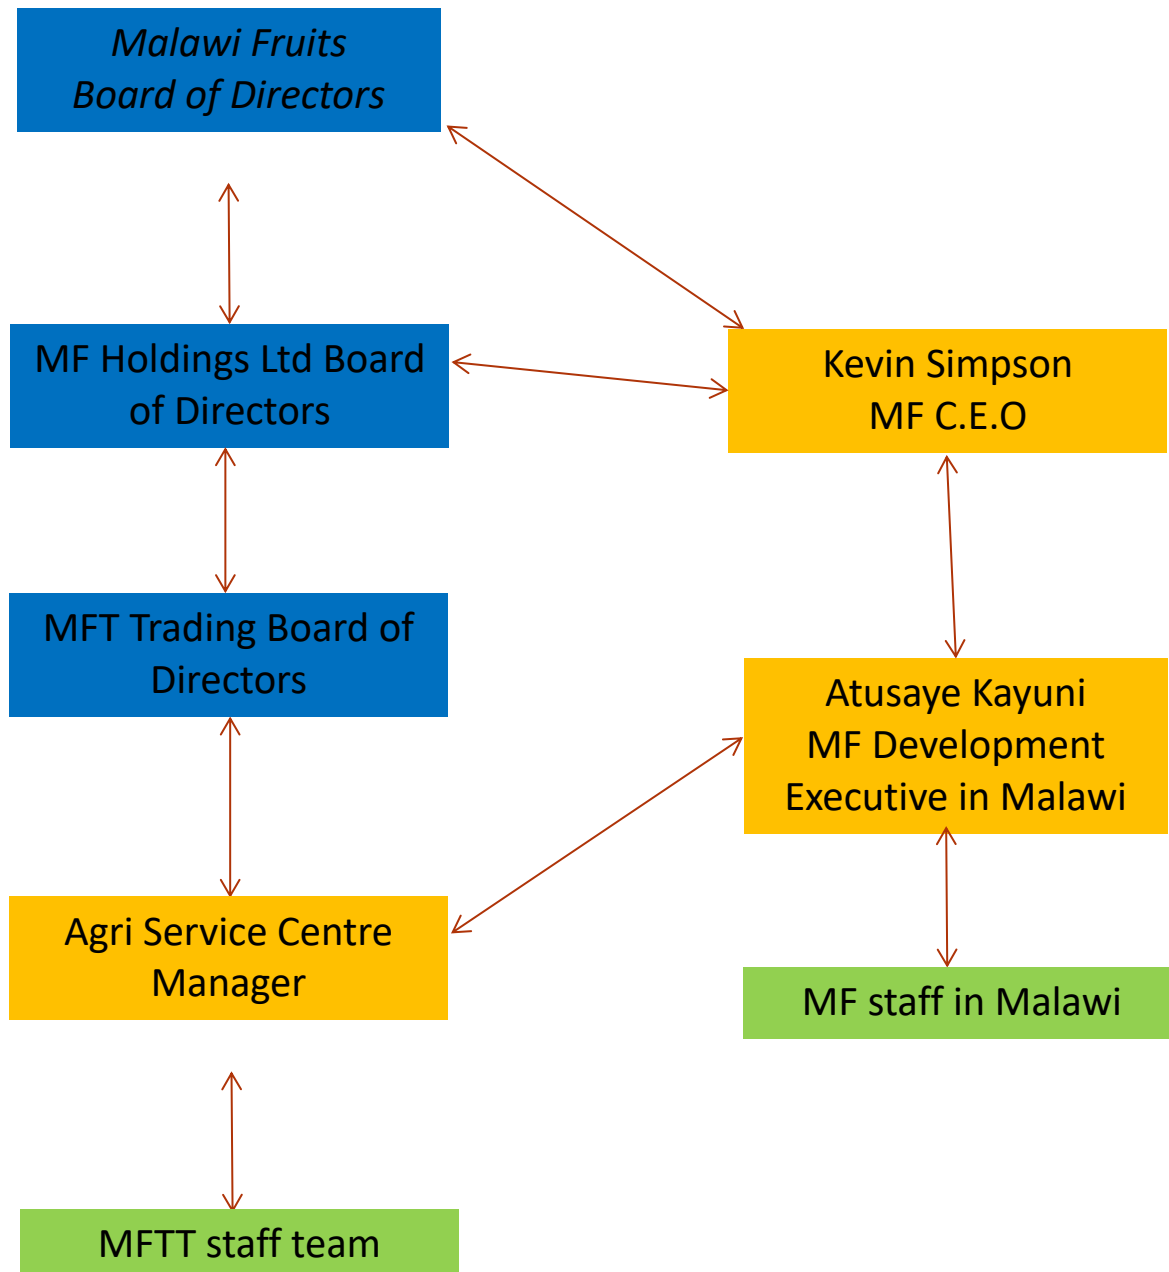 Malawi Fruits
Board of Directors
MF Holdings Ltd Board
of Directors
Kevin Simpson
MF C.E.O
MFT Trading Board of
Directors
Atusaye Kayuni
MF Development
Executive in Malawi
Agri Service Centre
Manager
MF staff in Malawi
MFTT staff team